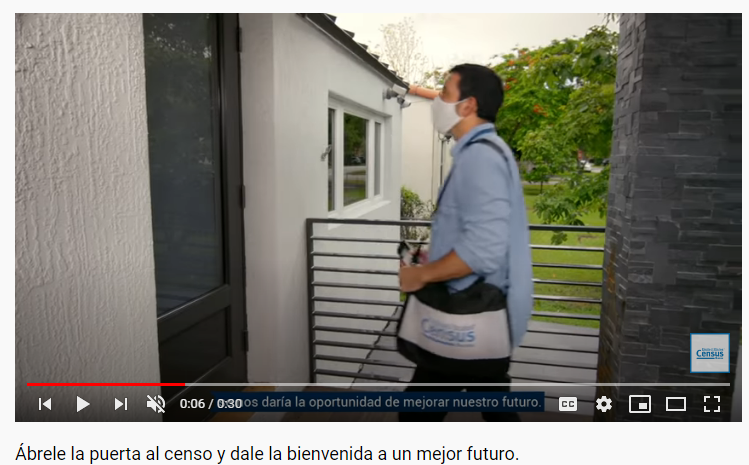 Census
Census
0:06 / 0:30
nos daría la oportunidad de mejorar nuestro futuro.
CC
Ábrele la puerta al censo y dale la bienvenida a un mejor futuro.